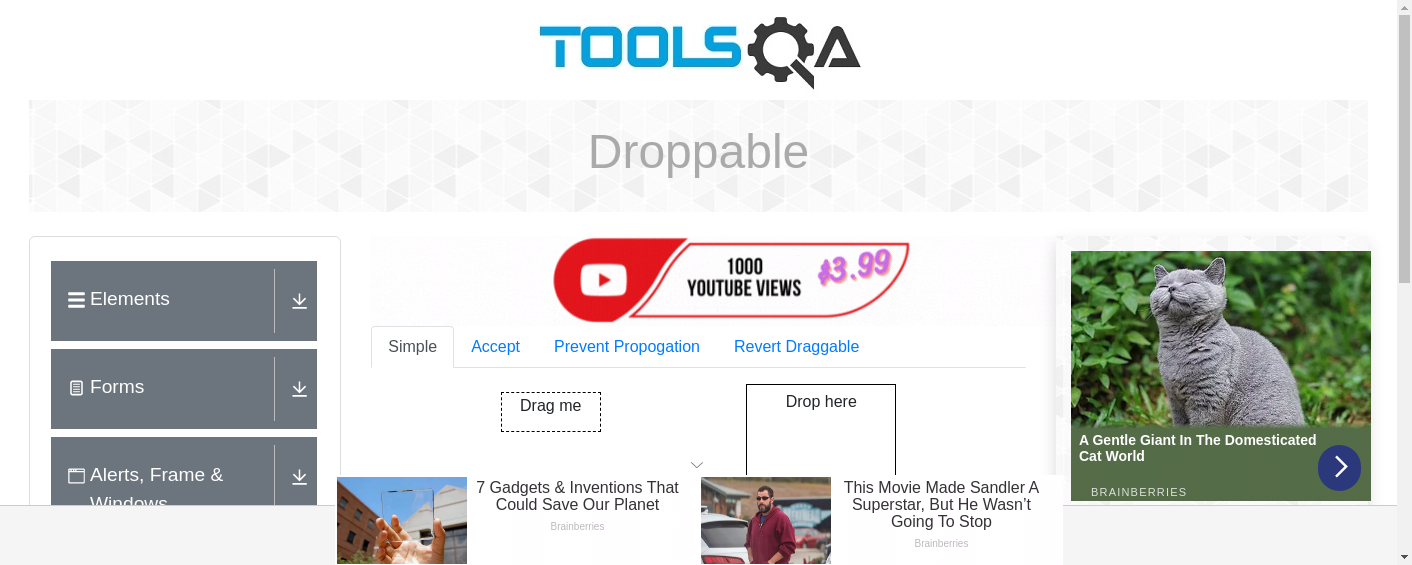 TOOLSQA
Droppable
Elements
Forms
Alerts, Frame &
Windows
1000
YOUTUBE VIEWS
$3.99
Simple
Accept
Prevent Propogation
Revert Draggable
Drag me
Drop here
A Gentle Giant In The Domesticated
Cat World
BRAINBERRIES
7 Gadgets & Inventions That
Could Save Our Planet
Brainberries
This Movie Made Sandler A
Superstar, But He Wasn’t
Going To Stop
Brainberries